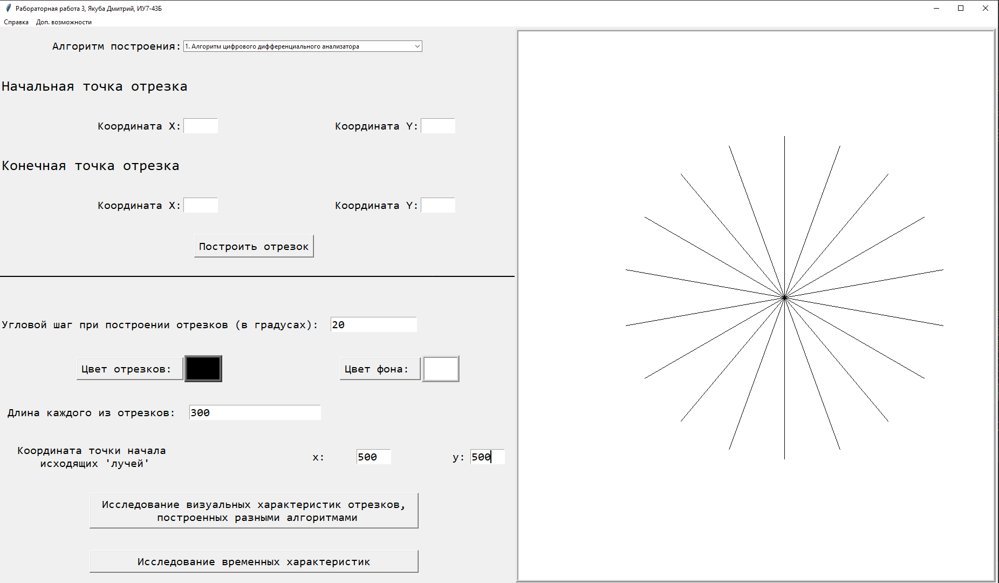 Рабораторная работа 3, Якуба Дмитрий, ИУ7-43Б
Справка Доп. возможности
Алгоритм построения: 1. Алгоритм цифрового дифференциального анализатора
Начальная точка отрезка
Координата X: Координата Y:
Конечная точка отрезка
Координата X: Координата Y:
Построить отрезок
Угловой шаг при построении отрезков (в градусах): 20
Цвет отрезков: Цвет фона:
Длина каждого из отрезков: 300
Координата точки начала
исходящих 'лучей'
x: 500 y: 500
Исследование визуальных характеристик отрезков,
построенных разными алгоритмами
Исследование временных характеристик